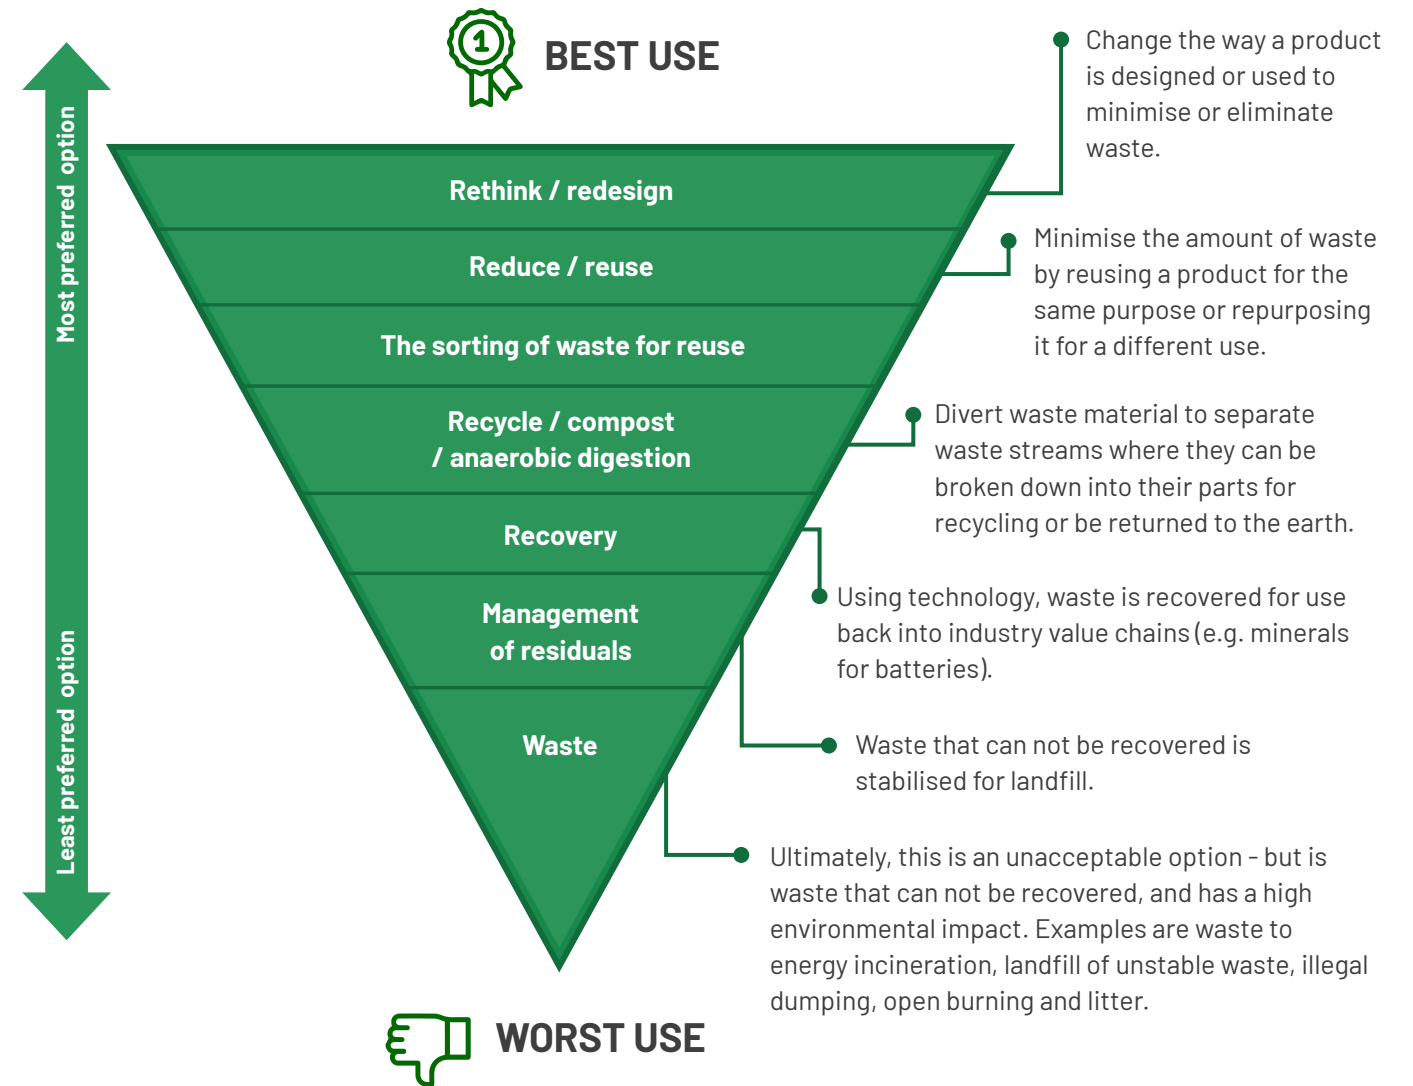 1
BEST USE
Most preferred option
Least preferred option
Rethink / redesign
Change the way a product
is designed or used to
minimise or eliminate
waste.
Reduce / reuse
Minimise the amount of waste
by reusing a product for the
same purpose or repurposing
it for a different use.
The sorting of waste for reuse
Recycle / compost
/ anaerobic digestion
Divert waste material to separate
waste streams where they can be
broken down into their parts for
recycling or be returned to the earth.
Recovery
Using technology, waste is recovered for use
back into industry value chains (e.g. minerals
for batteries).
Management
of residuals
Waste that can not be recovered is
stabilised for landfill.
Waste
Ultimately, this is an unacceptable option - but is
waste that can not be recovered, and has a high
environmental impact. Examples are waste to
energy incineration, landfill of unstable waste, illegal
dumping, open burning and litter.
WORST USE